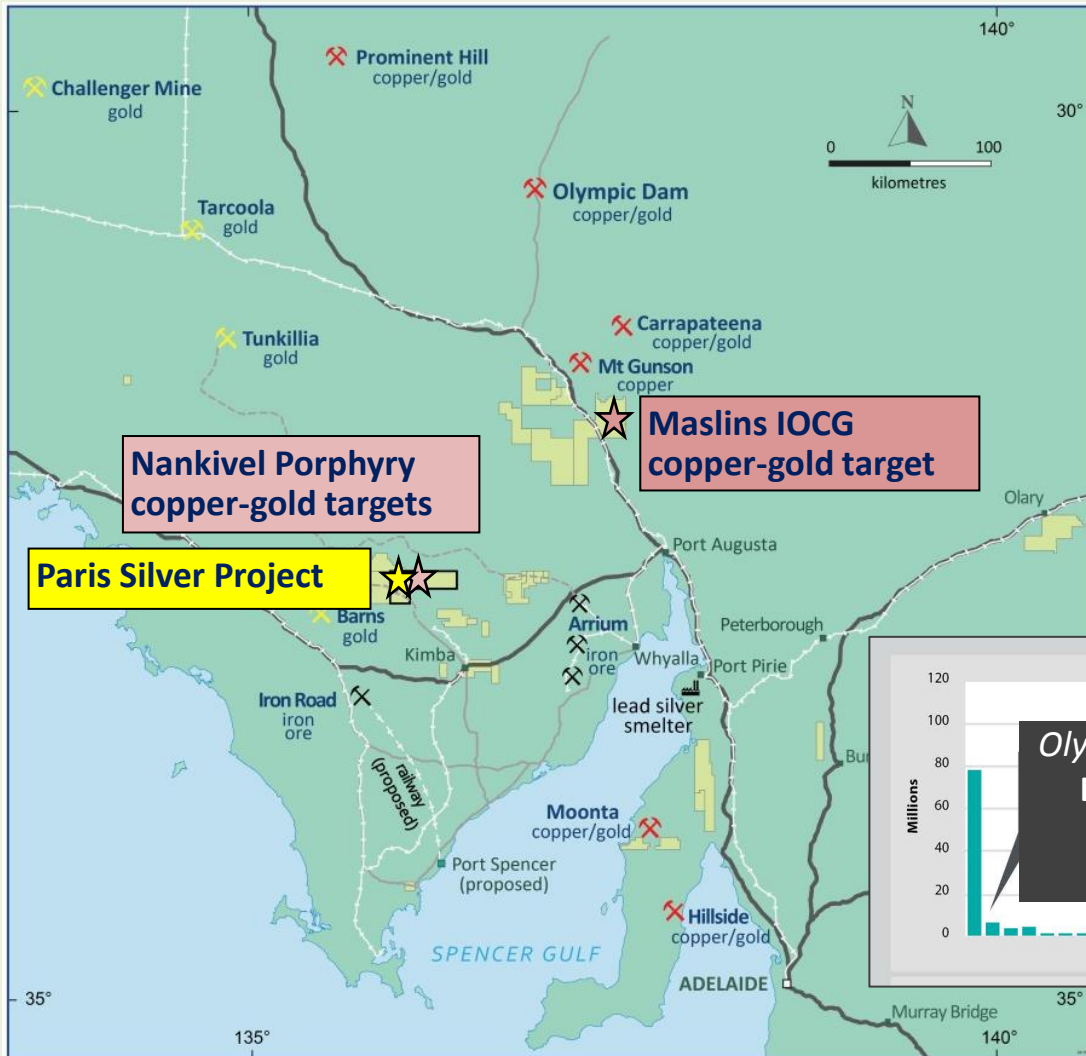 140°
Prominent Hill
copper/gold
Challenger Mine
gold
30°
N
0 100
kilometres
Olympic Dam
copper/gold
Tarcoola
gold
Carrapateena
copper/gold
Tunkillia
gold
Mt Gunson
copper
Maslins IOCG
copper-gold target
Nankivel Porphyry
copper-gold targets
Olary
Port Augusta
Paris Silver Project
Barns
gold
Arrium
iron
ore
Peterborough
Kimba
Whyalla
Port Pirie
lead silver
smelter
Iron Road
iron
ore
railway
(proposed)
120
100
80
60
40
20
0
Millions
Oly
Bu
Moonta
copper/gold
Port Spencer
(proposed)
Hillside
copper/gold
SPENCER GULF
ADELAIDE
35°
35°
Murray Bridge
135°
140°